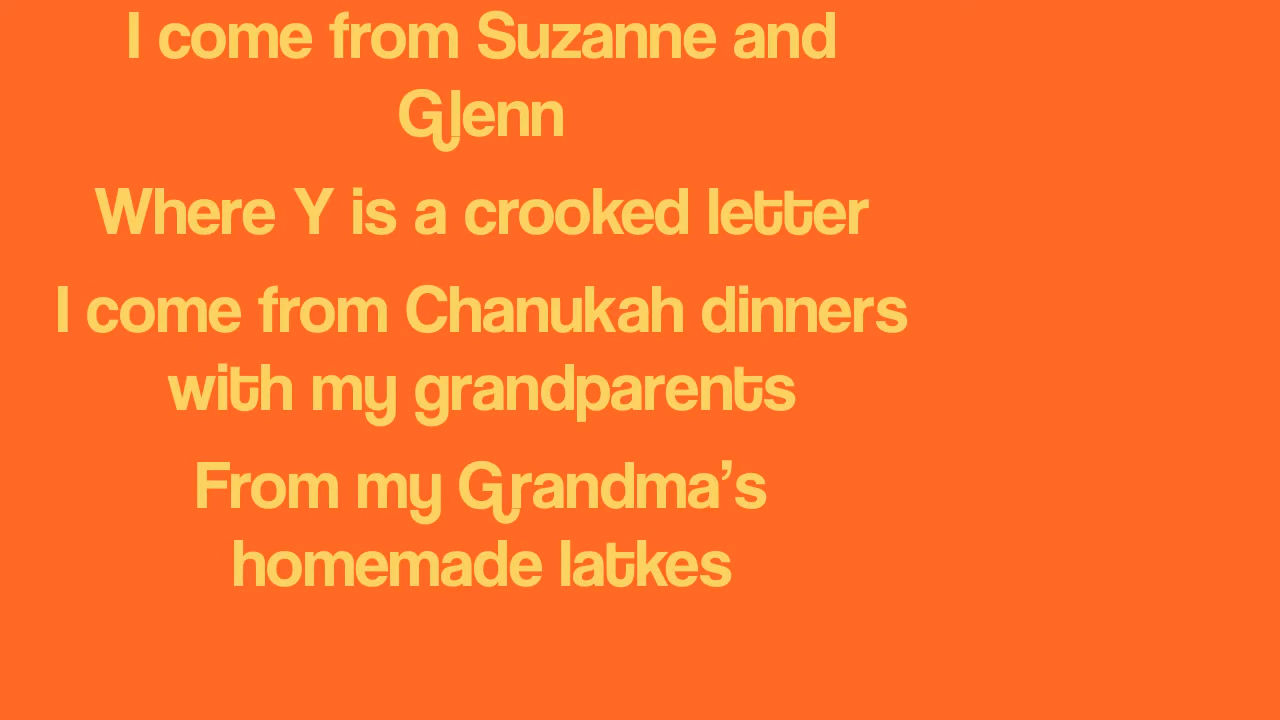 I come from Suzanne and
Glenn
Where Y is a crooked letter
I come from Chanukah dinners
with my grandparents
From my Grandma’s
homemade latkes